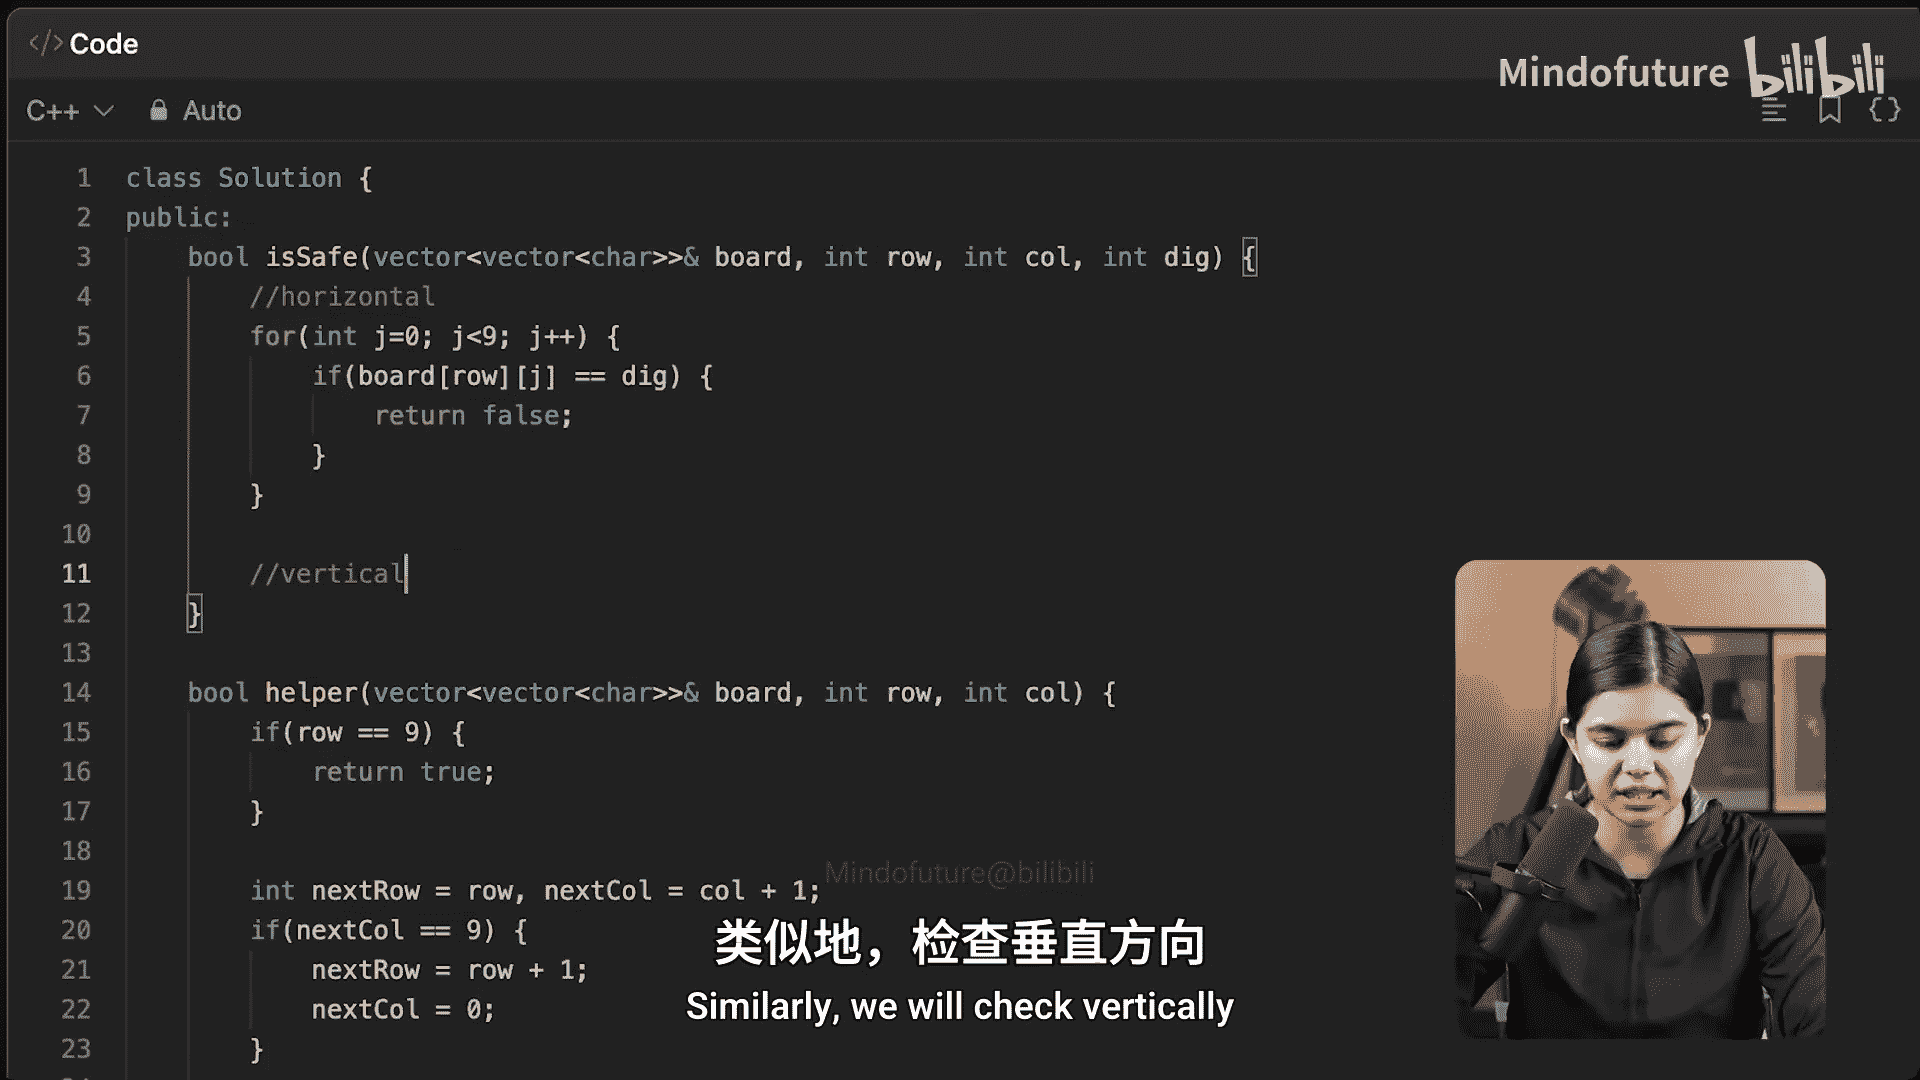 </> Code
Mindofuture bilibili
C++ Auto
1 class Solution {
2 public:
3 bool isSafe(vector<vector<char>>& board, int row, int col, int dig) {
4 //horizontal
5 for(int j=0; j<9; j++) {
6 if(board[row][j] == dig) {
7 return false;
8 }
9 }
10
11 //vertical
12 }
13
14 bool helper(vector<vector<char>>& board, int row, int col) {
15 if(row == 9) {
16 return true;
17 }
18
Mindofuture@bilibili
19 int nextRow = row, nextCol = col + 1;
20 if(nextCol == 9) {
21 nextRow = row + 1;
22 nextCol = 0;
23 }
类似地，检查垂直方向
Similarly, we will check vertically